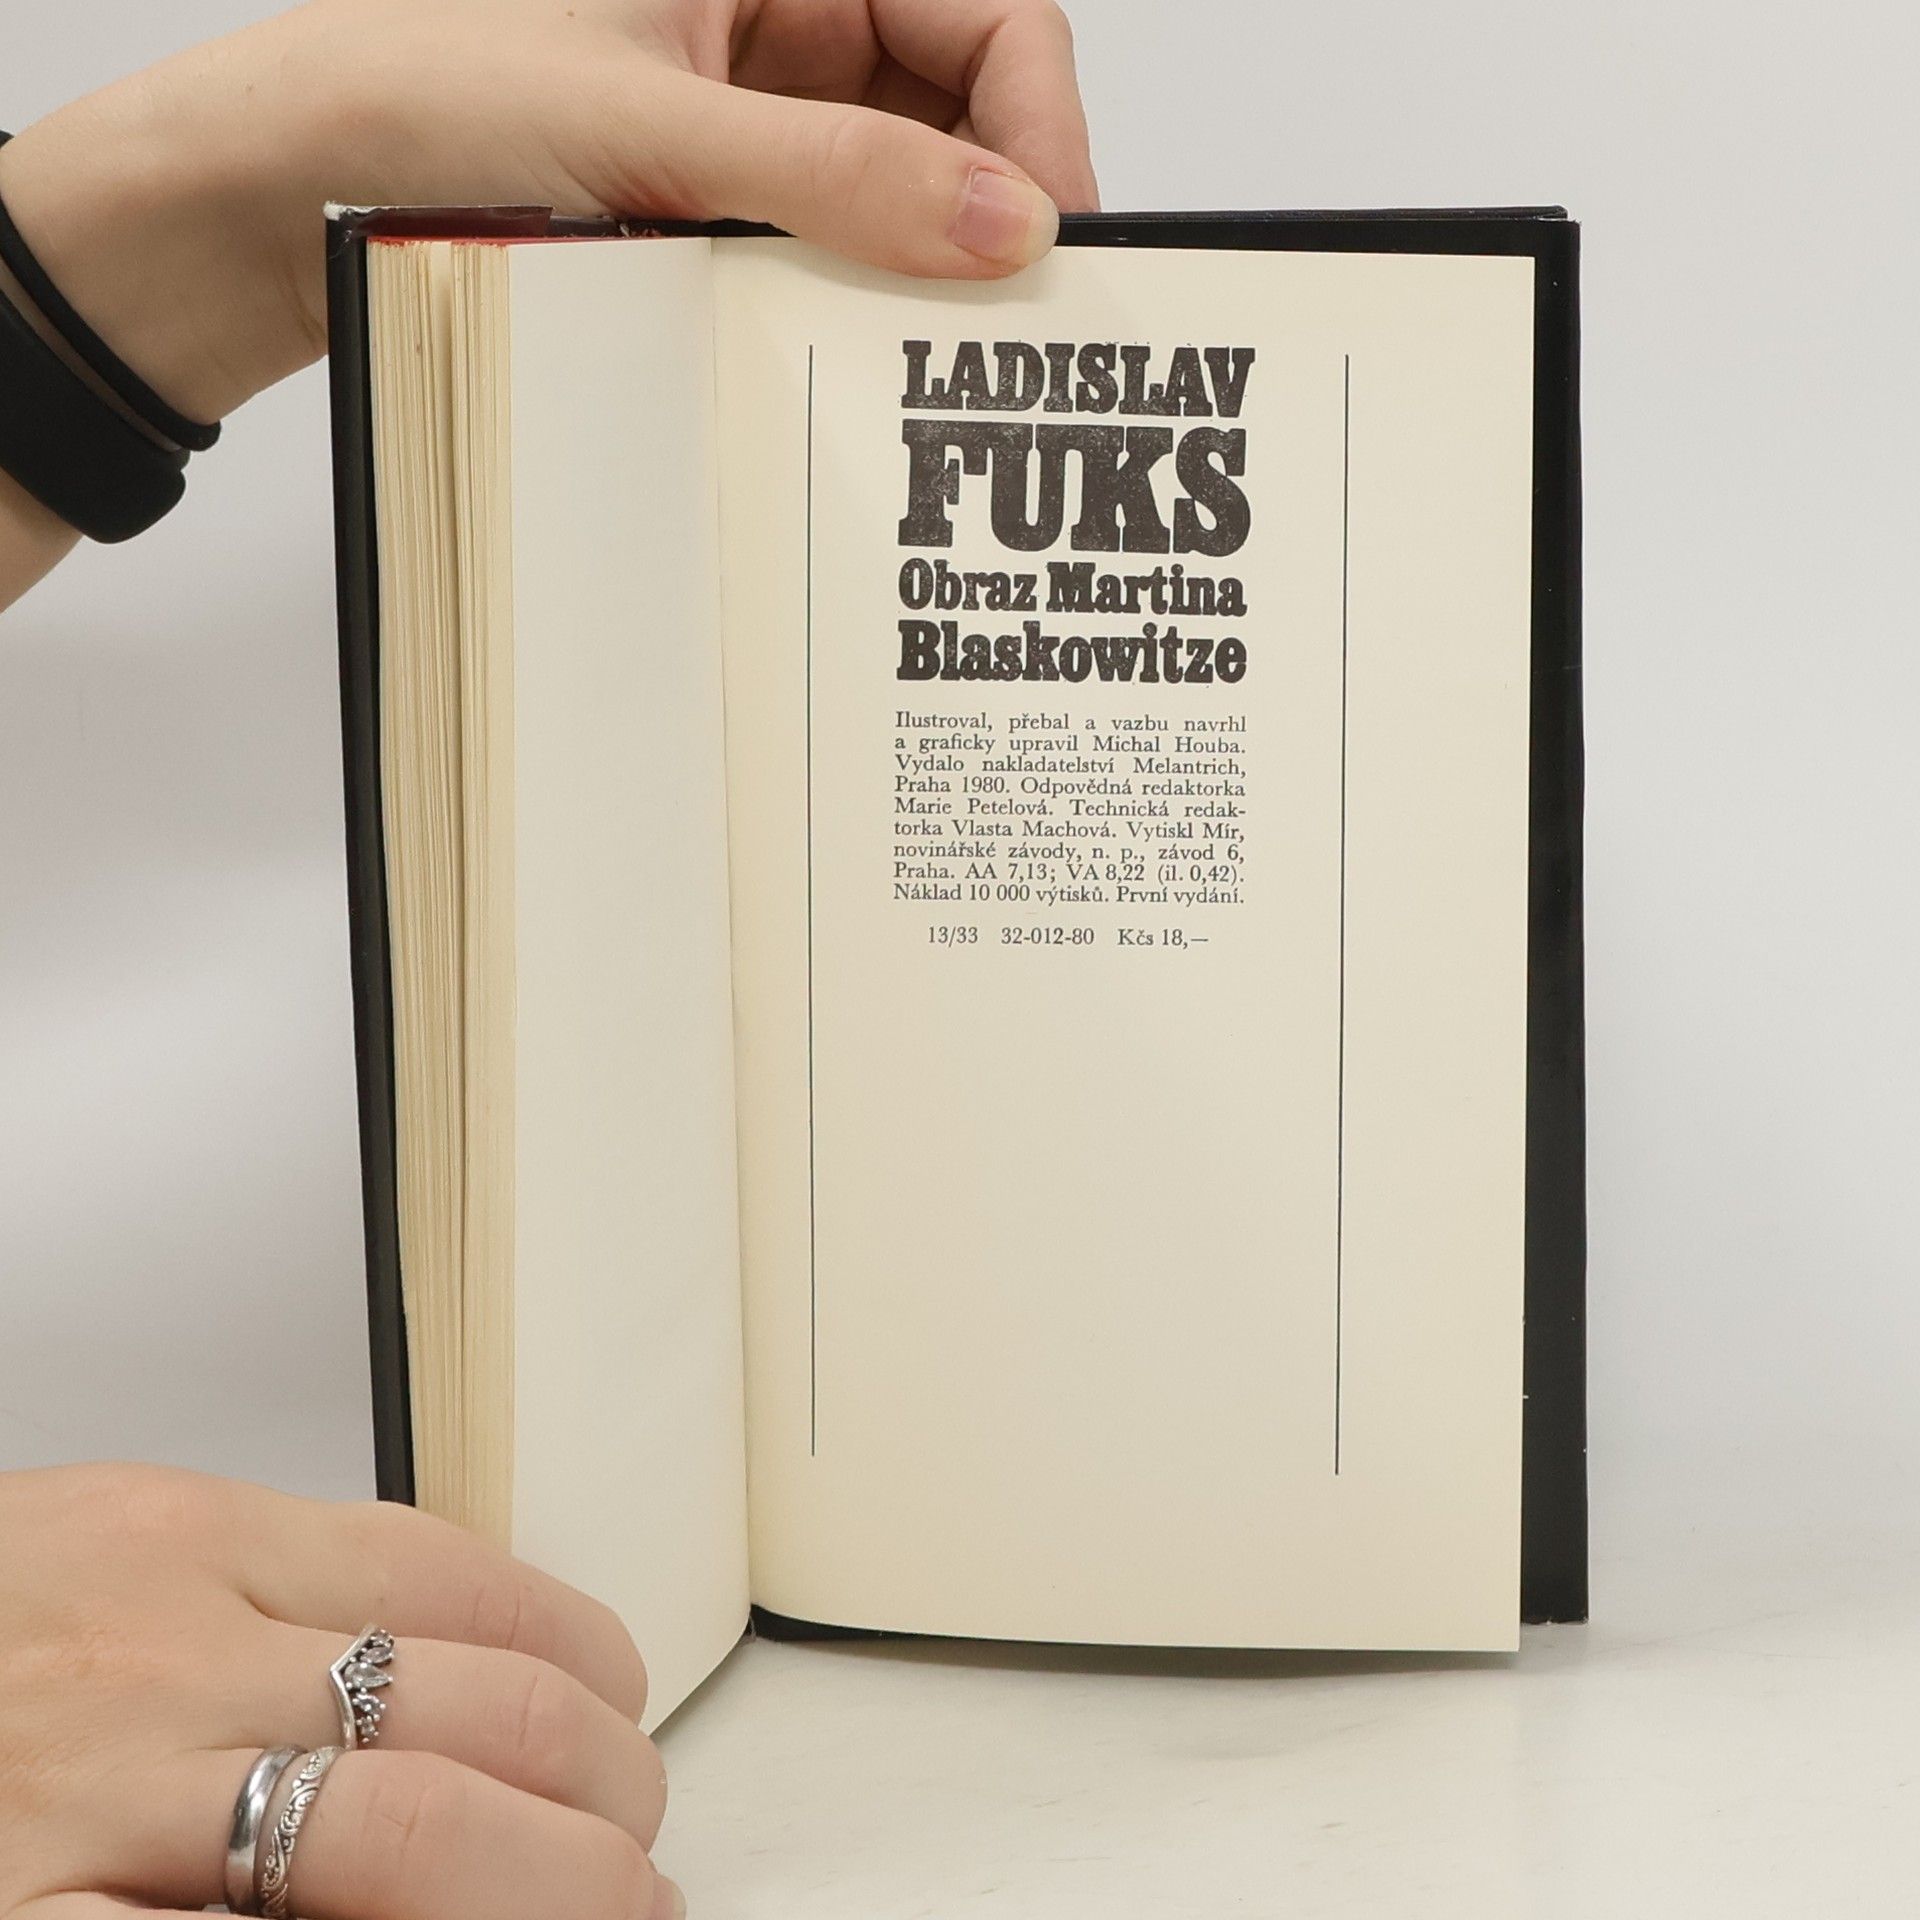 LADISLAV
FUKS
Obraz Martina
Blaskowitze
Ilustroval, přebal a vazbu navrhl
a graficky upravil Michal Houba.
Vydalo nakladatelství Melantrich,
Praha 1980. Odpovědná redaktorka
Marie Petelová. Technická redak-
torka Vlasta Machová. Vytiskl Mír,
novinářské závody, n. p., závod 6,
Praha. AA 7,13; VA 8,22 (il. 0,42).
Náklad 10 000 výtisků. První vydání.
13/33 32-012-80 Kčs 18,—